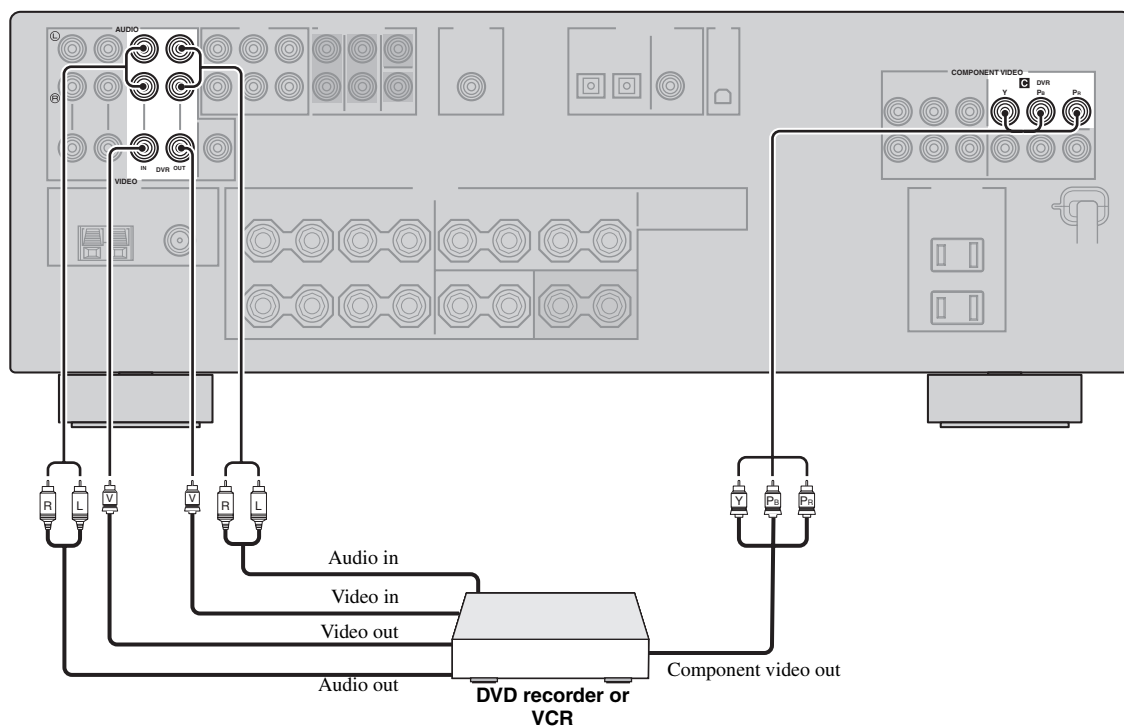 L
AUDIO
R
IN
DVR
OUT
VIDEO
COMPONENT VIDEO
C
DVR
Y
PB
PR
R
L
V
V
R
L
Y
PB
PR
Audio in
Video in
Video out
Audio out
Component video out
DVD recorder or
VCR